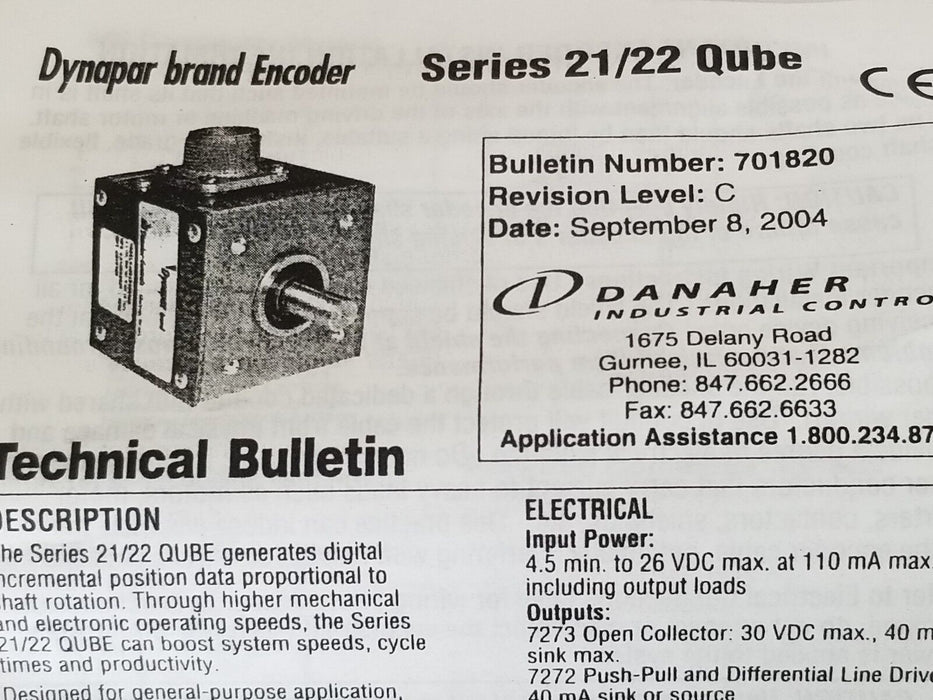 Dynapar brand Encoder
Series 21/22 Qube
CE
Bulletin Number: 701820
Revision Level: C
Date: September 8, 2004
DANAHER
INDUSTRIAL CONTRO
1675 Delany Road
Gurnee, IL 60031-1282
Phone: 847.662.2666
Fax: 847.662.6633
Application Assistance 1.800.234.87
Technical Bulletin
DESCRIPTION
The Series 21/22 QUBE generates digital
incremental position data proportional to
shaft rotation. Through higher mechanical
and electronic operating speeds, the Series
21/22 QUBE can boost system speeds, cycle
times and productivity.
Designed for general-purpose application,
ELECTRICAL
Input Power:
4.5 min. to 26 VDC max. at 110 mA max.
including output loads
Outputs:
7273 Open Collector: 30 VDC max., 40 m
sink max.
7272 Push-Pull and Differential Line Drive
40 mA sink or source